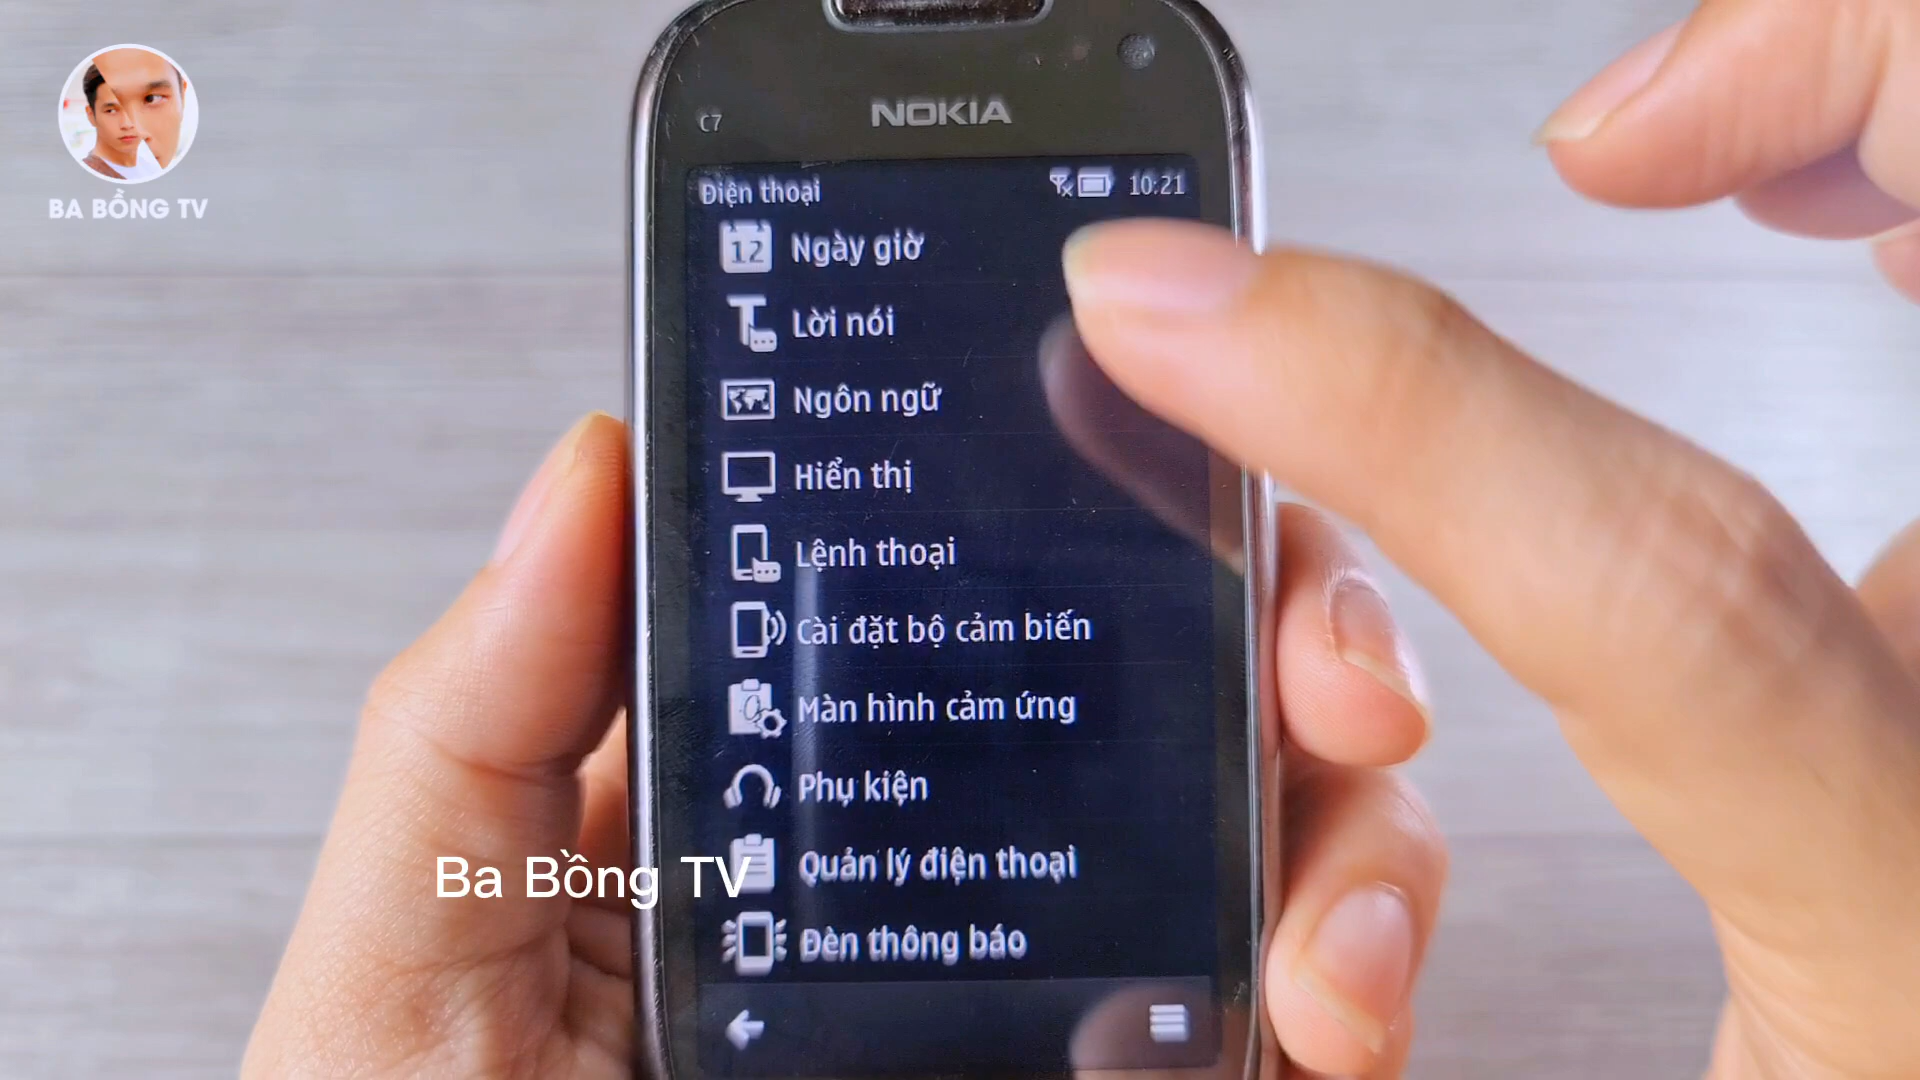 BA BỒNG TV
C7
NOKIA
Điện thoại
10:21
12
Ngày giờ
Lời nói
Ngôn ngữ
Hiển thị
Lệnh thoại
Cài đặt bộ cảm biến
Màn hình cảm ứng
Phụ kiện
Quản lý điện thoại
Đèn thông báo
Ba Bồng TV